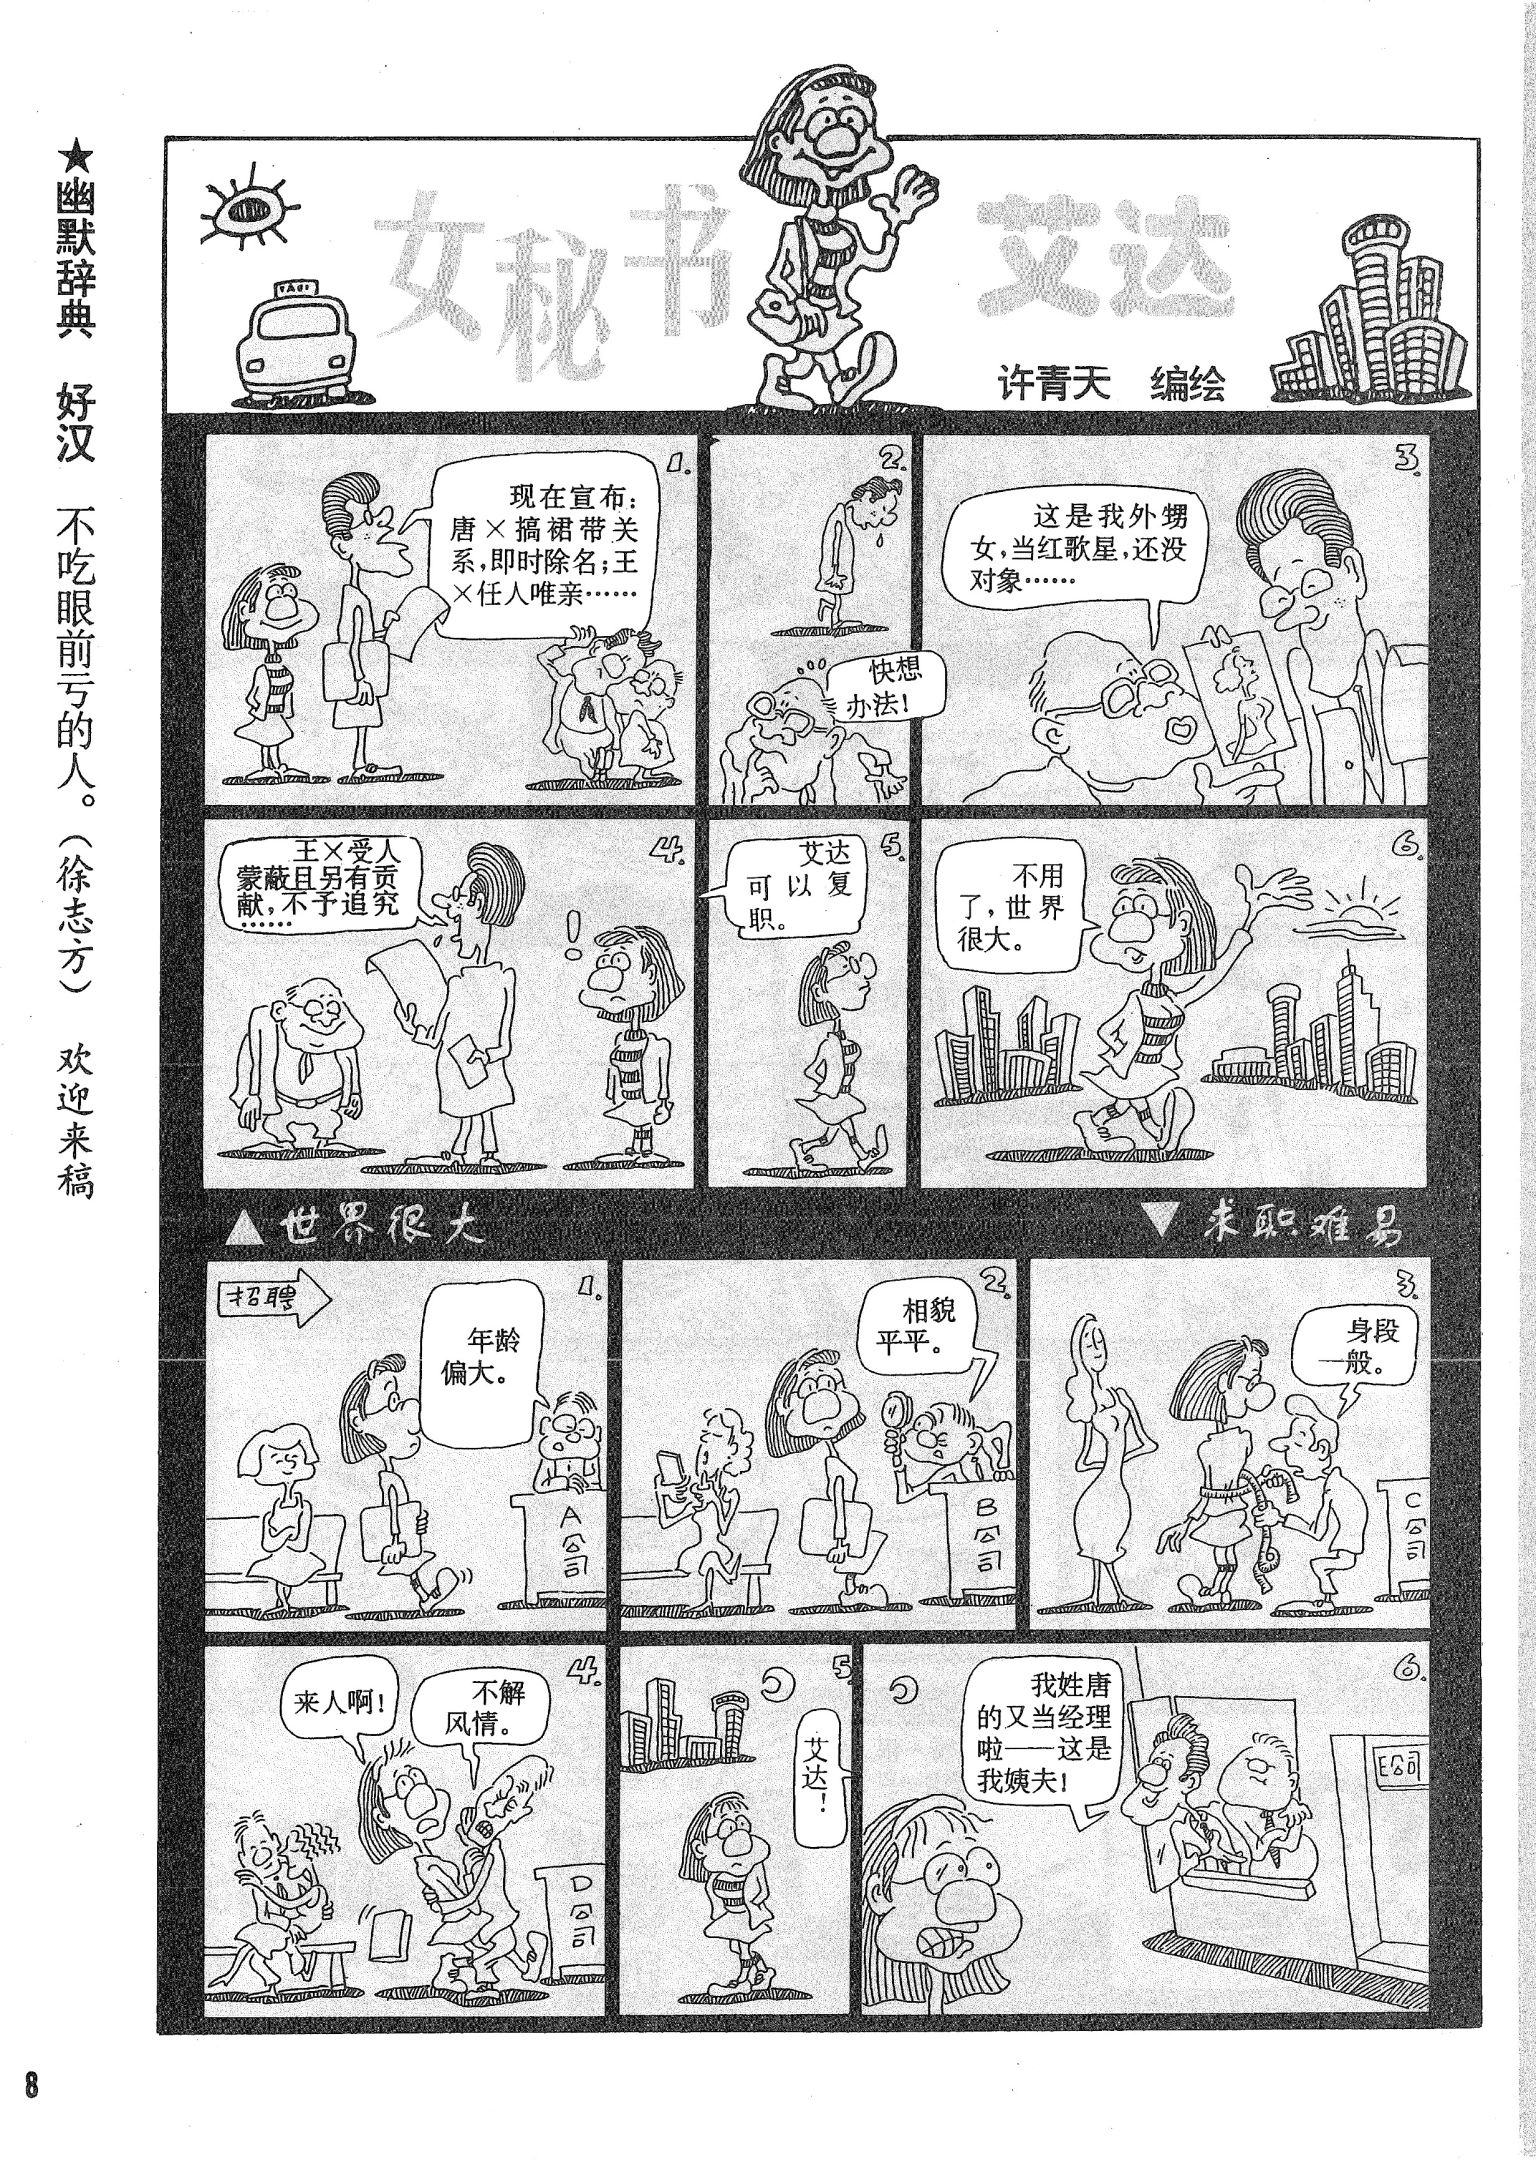 ★幽默辞典 好汉 不吃眼前亏的人。(徐志方) 欢迎来稿
TAXI
女秘书 艾达
许青天 编绘
1.
现在宣布:
唐×搞裙带关
系,即时除名;王
×任人唯亲……
2.
快想
办法!
3.
这是我外甥
女,当红歌星,还没
对象……
4.
王×受人
蒙蔽且另有贡
献,不予追究
……
!
5.
艾达
可以复
职。
6.
不用
了,世界
很大。
▲世界很大
▼求职难易
1.
招聘
年龄
偏大。
A公司
2.
相貌
平平。
B公司
3.
身段
一般。
C公司
4.
来人啊!
不解
风情。
D公司
5.
艾达!
6.
我姓唐
的又当经理
啦——这是
我姨夫!
E公司
8